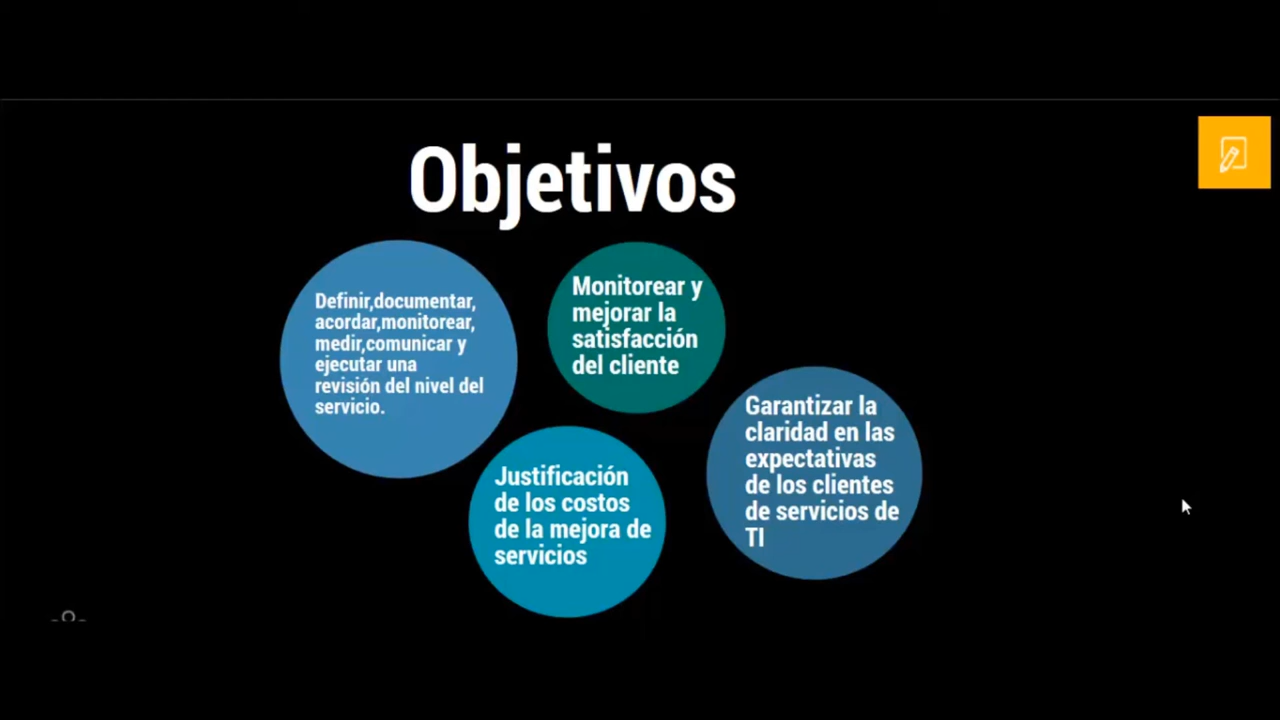 Objetivos
Definir,documentar,
acordar,monitorear,
medir,comunicar y
ejecutar una
revisión del nivel del
servicio.
Monitorear y
mejorar la
satisfacción
del cliente
Justificación
de los costos
de la mejora de
servicios
Garantizar la
claridad en las
expectativas
de los clientes
de servicios de
TI